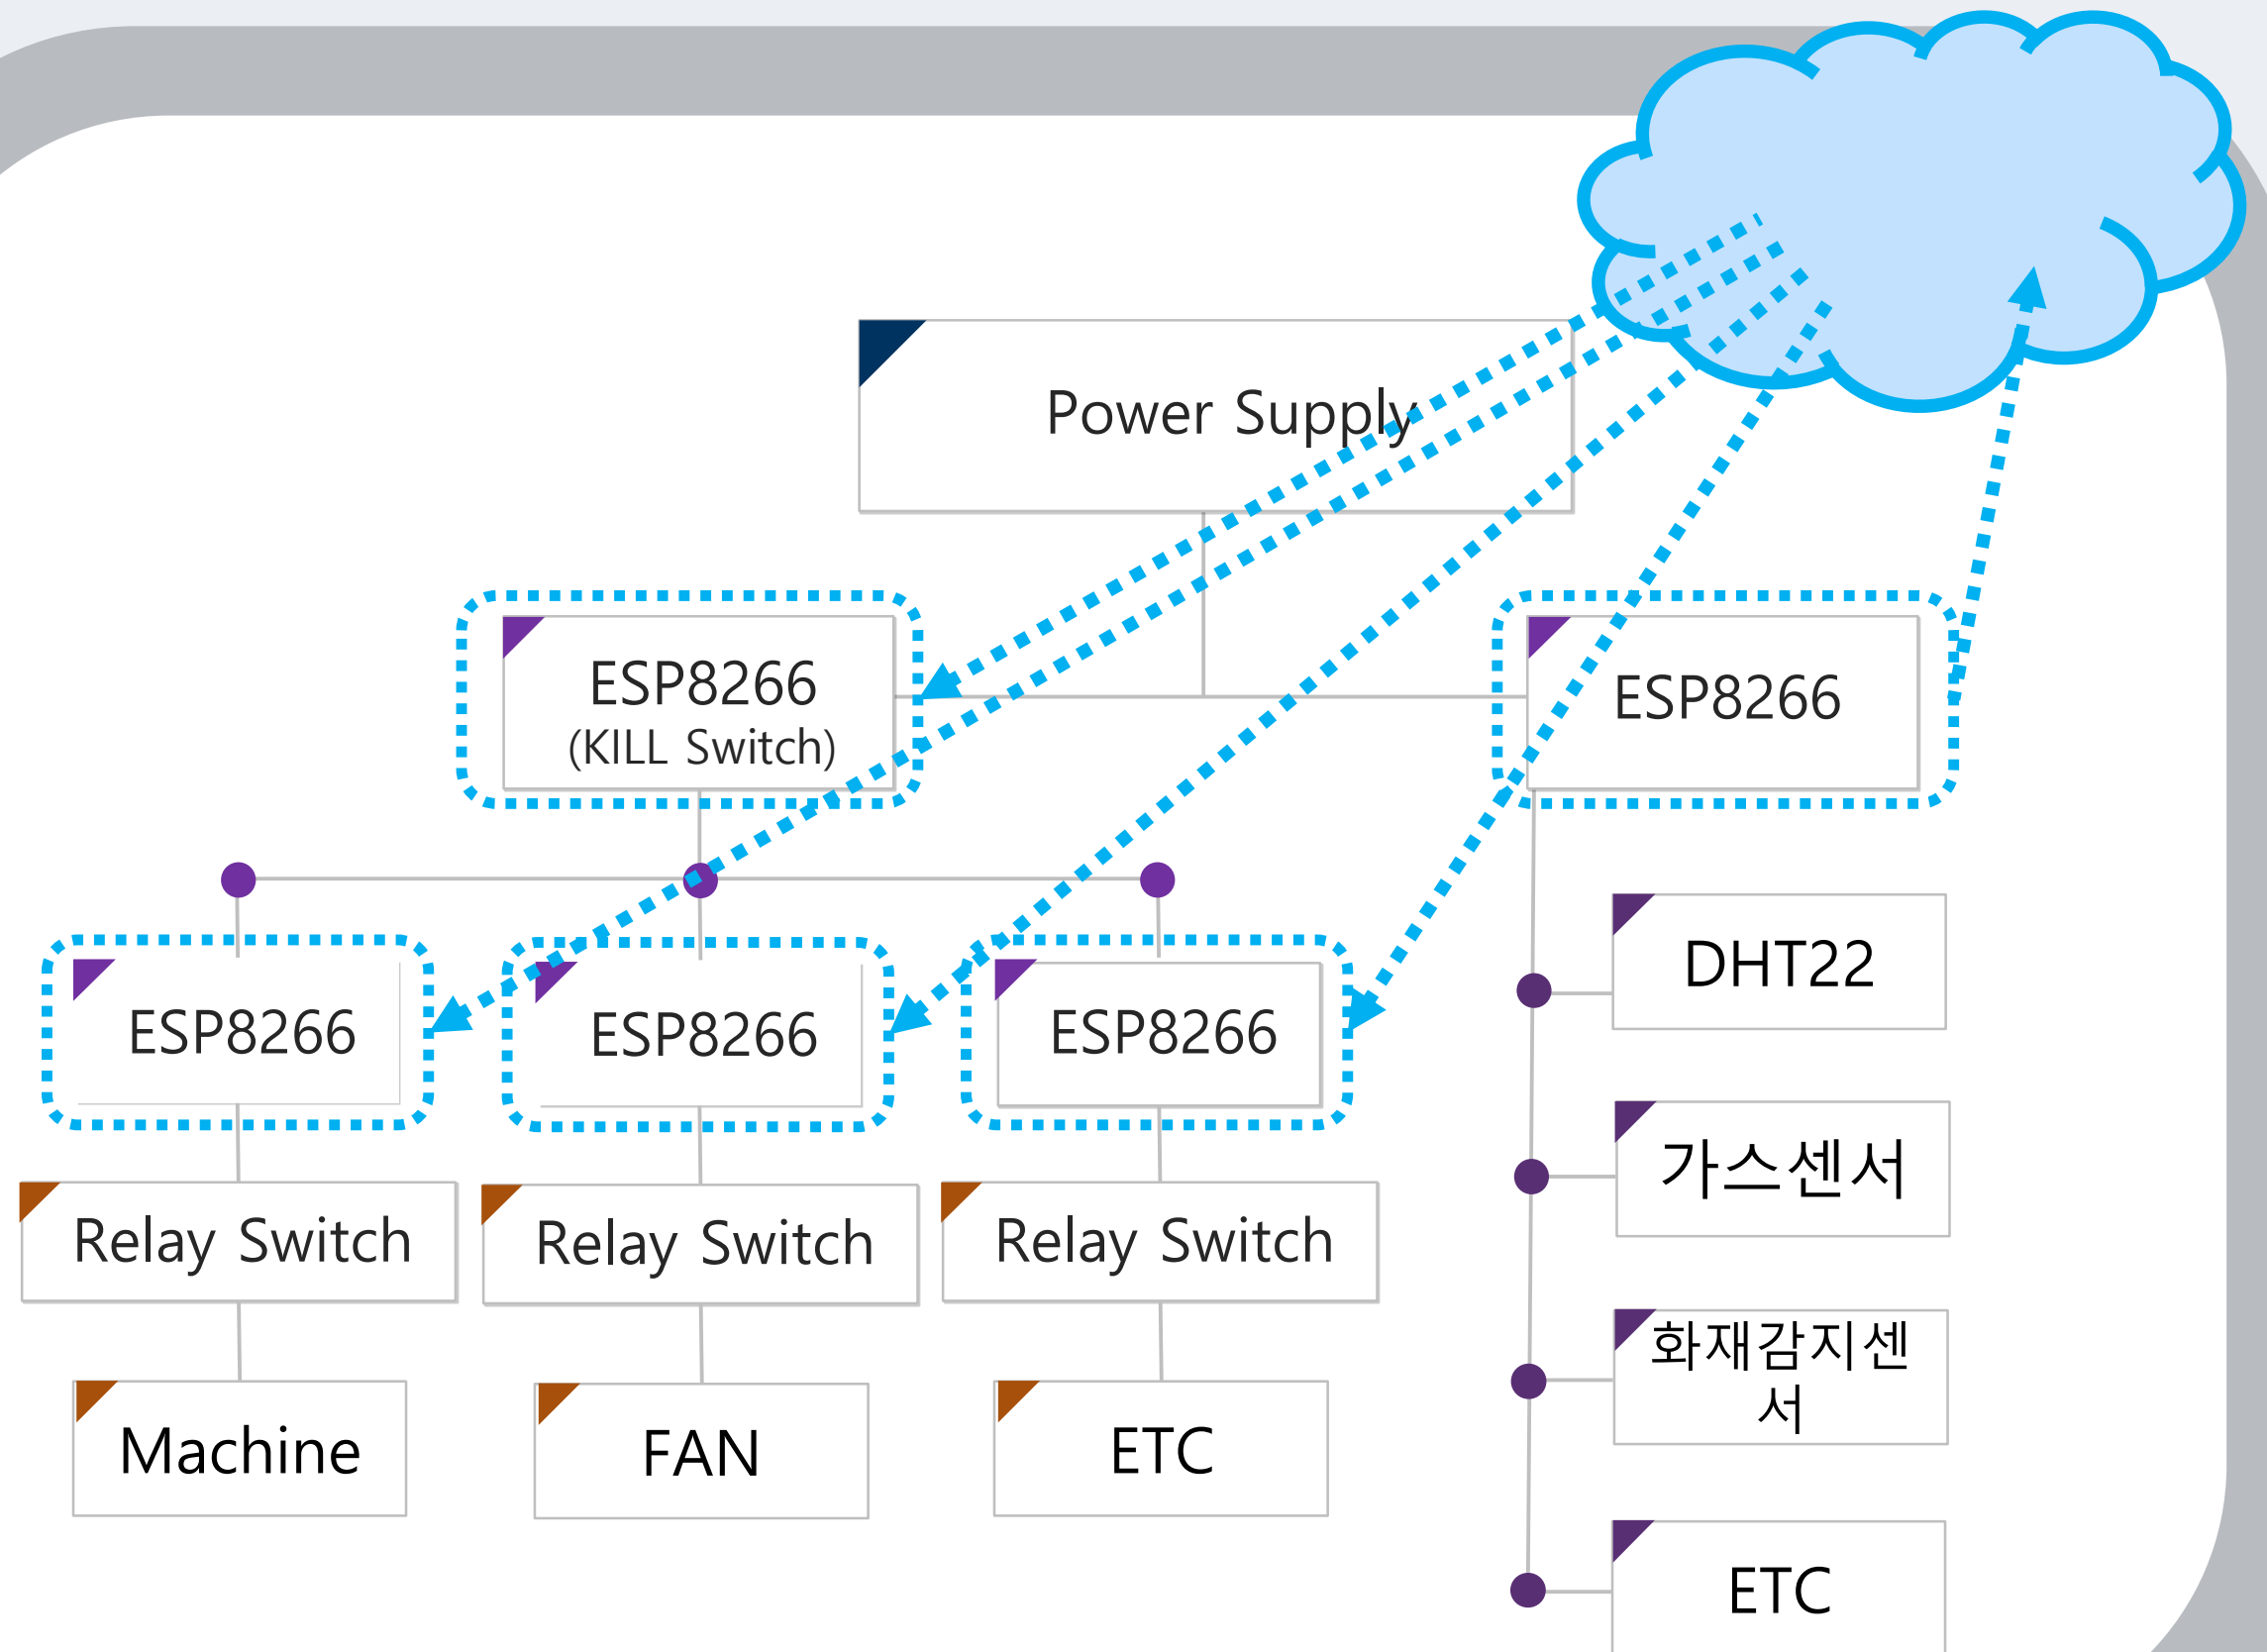 Power Supply
ESP8266
(KILL Switch)
ESP8266
ESP8266
ESP8266
ESP8266
Relay Switch
Relay Switch
Relay Switch
Machine
FAN
ETC
DHT22
가스센서
화재감지센
서
ETC